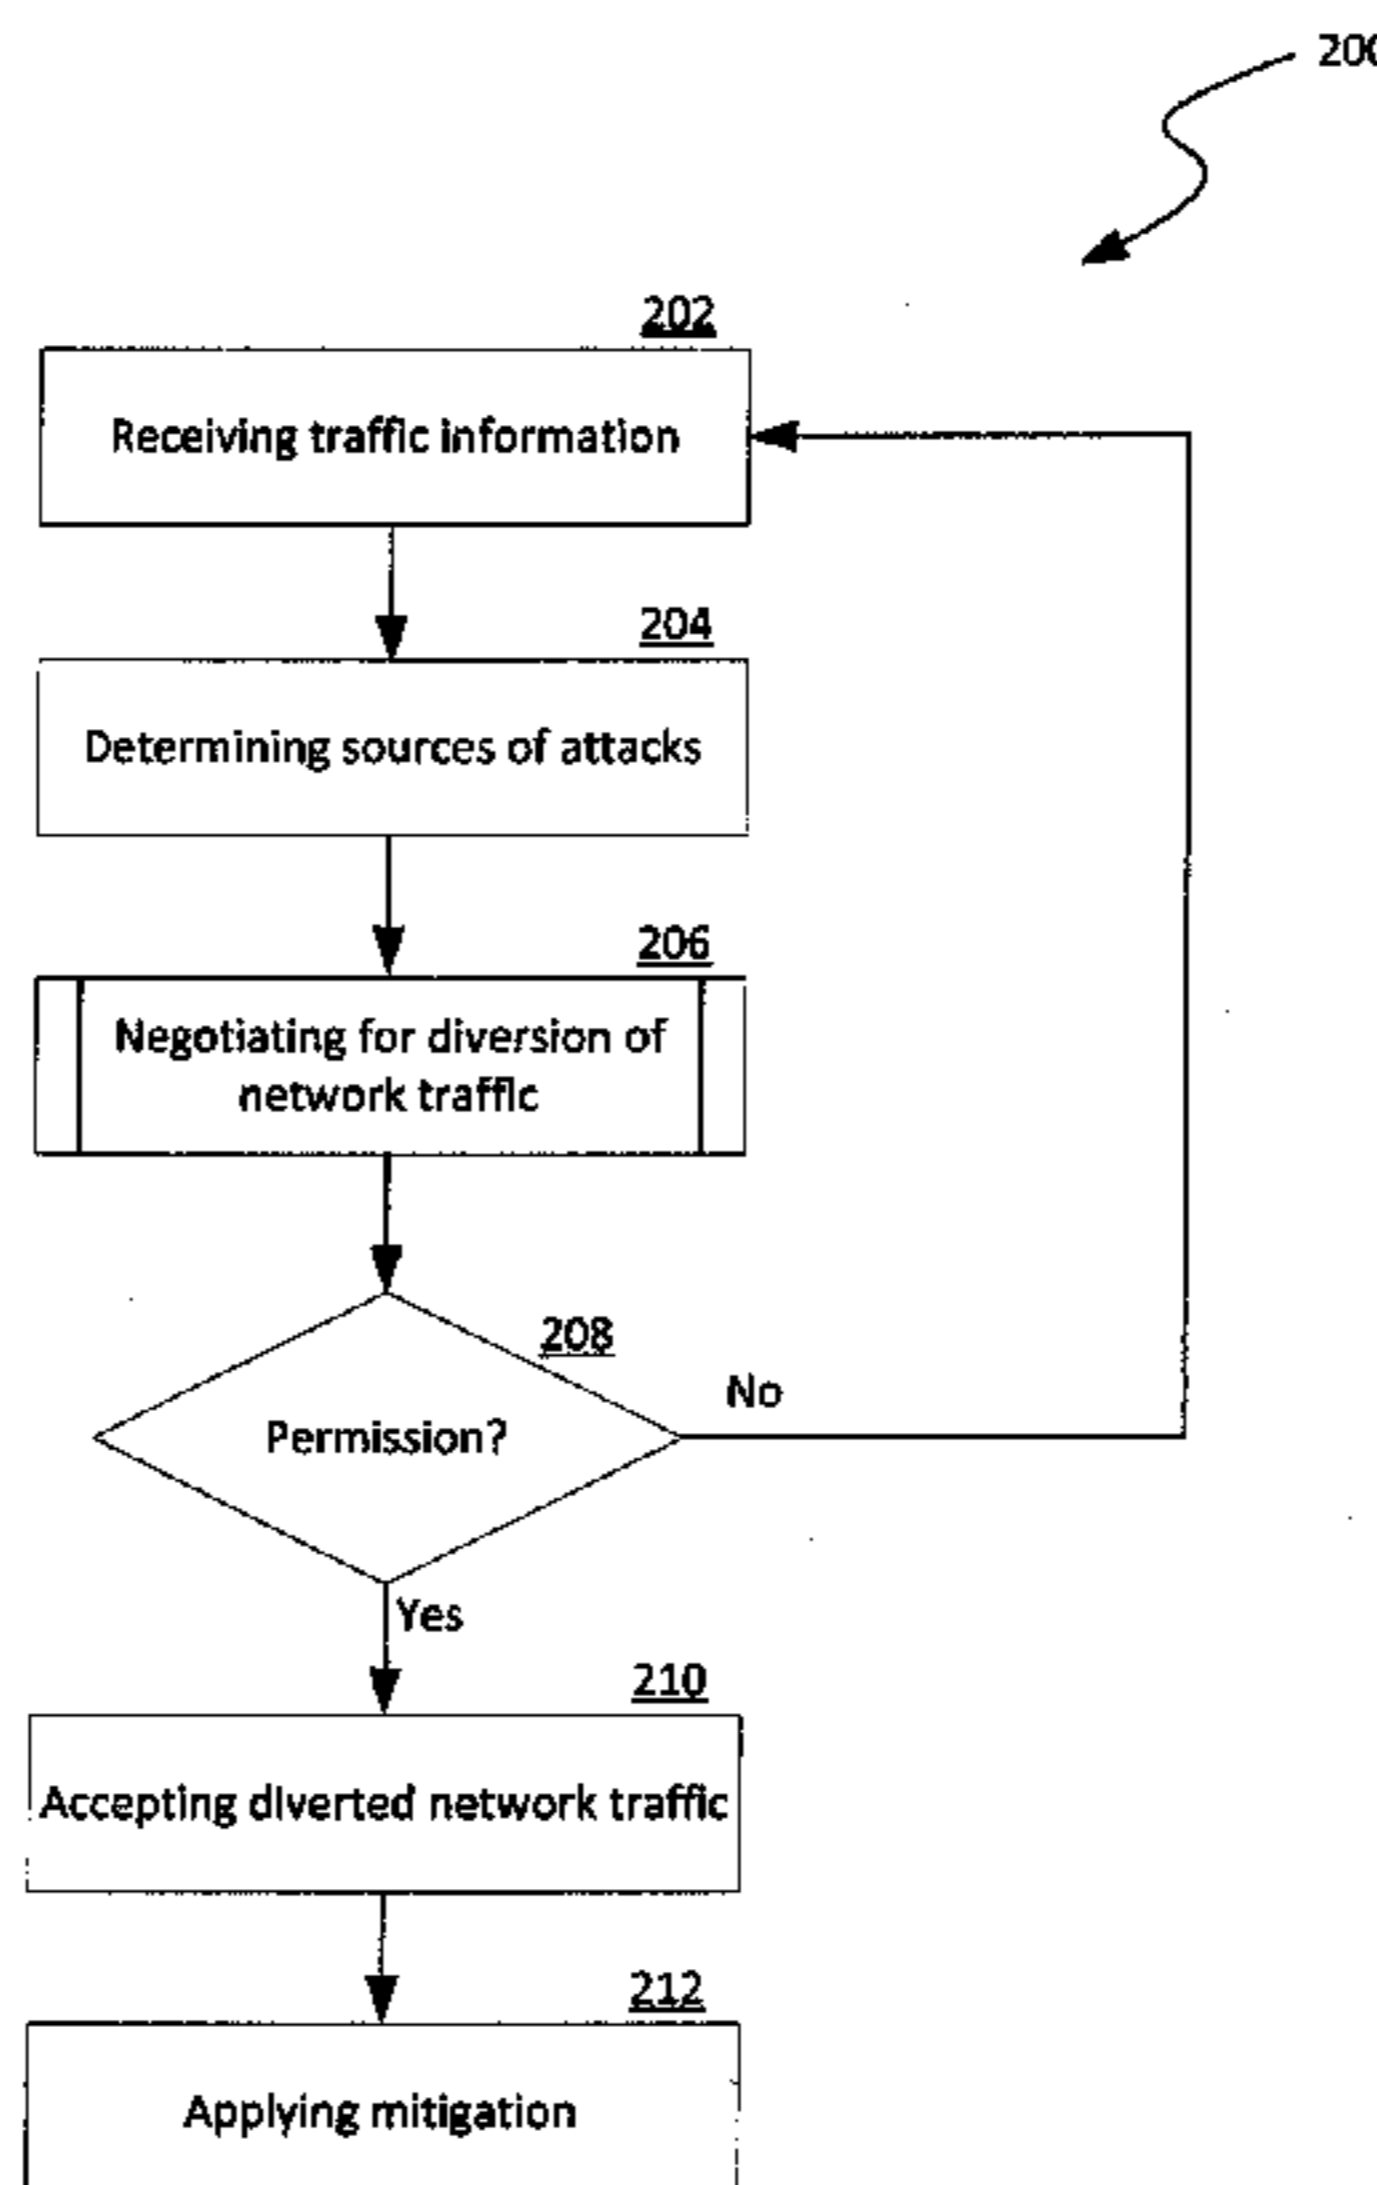 200
202
Receiving traffic information
204
Determining sources of attacks
206
Negotiating for diversion of
network traffic
208
No
Permission?
Yes
210
Accepting diverted network traffic
212
Applying mitigation